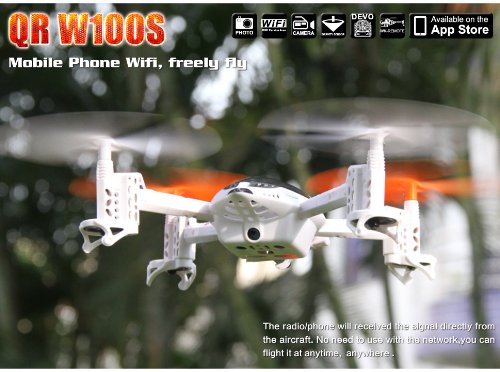 QR W100S
Mobile Phone Wifi, freely fly
PHOTO
WiFi
CAMERA
DEVO
Available on the
App Store
The radio/phone will received the signal directly from
the aircraft. No need to use with the network,you can
flight it at anytime, anywhere .